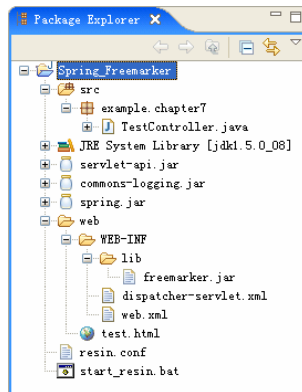 Package Explorer
Spring_Freemarker
src
example.chapter7
TestController.java
JRE System Library [jdk1.5.0_08]
servlet-api.jar
commons-logging.jar
spring.jar
web
WEB-INF
lib
freemarker.jar
dispatcher-servlet.xml
web.xml
test.html
resin.conf
start_resin.bat